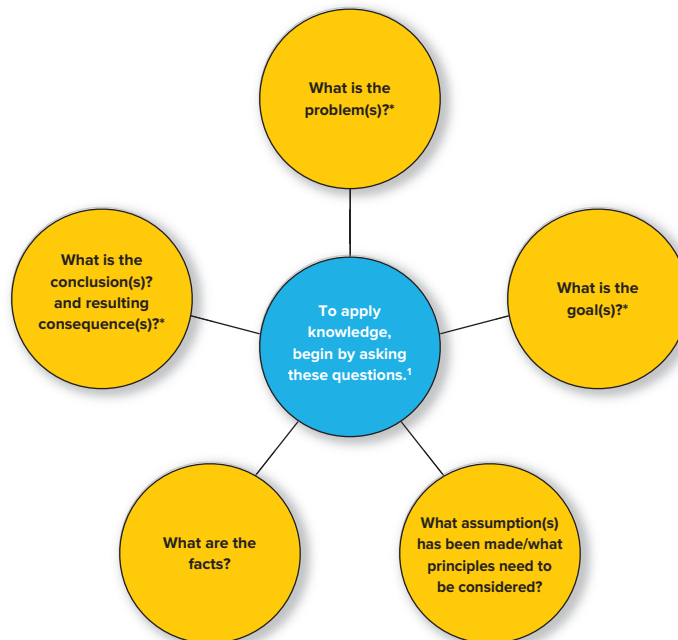 What is the
problem(s)?*
What is the
conclusion(s)?
and resulting
consequence(s)?*
To apply
knowledge,
begin by asking
these questions.¹
What is the
goal(s)?*
What are the
facts?
What assumption(s)
has been made/what
principles need to
be considered?